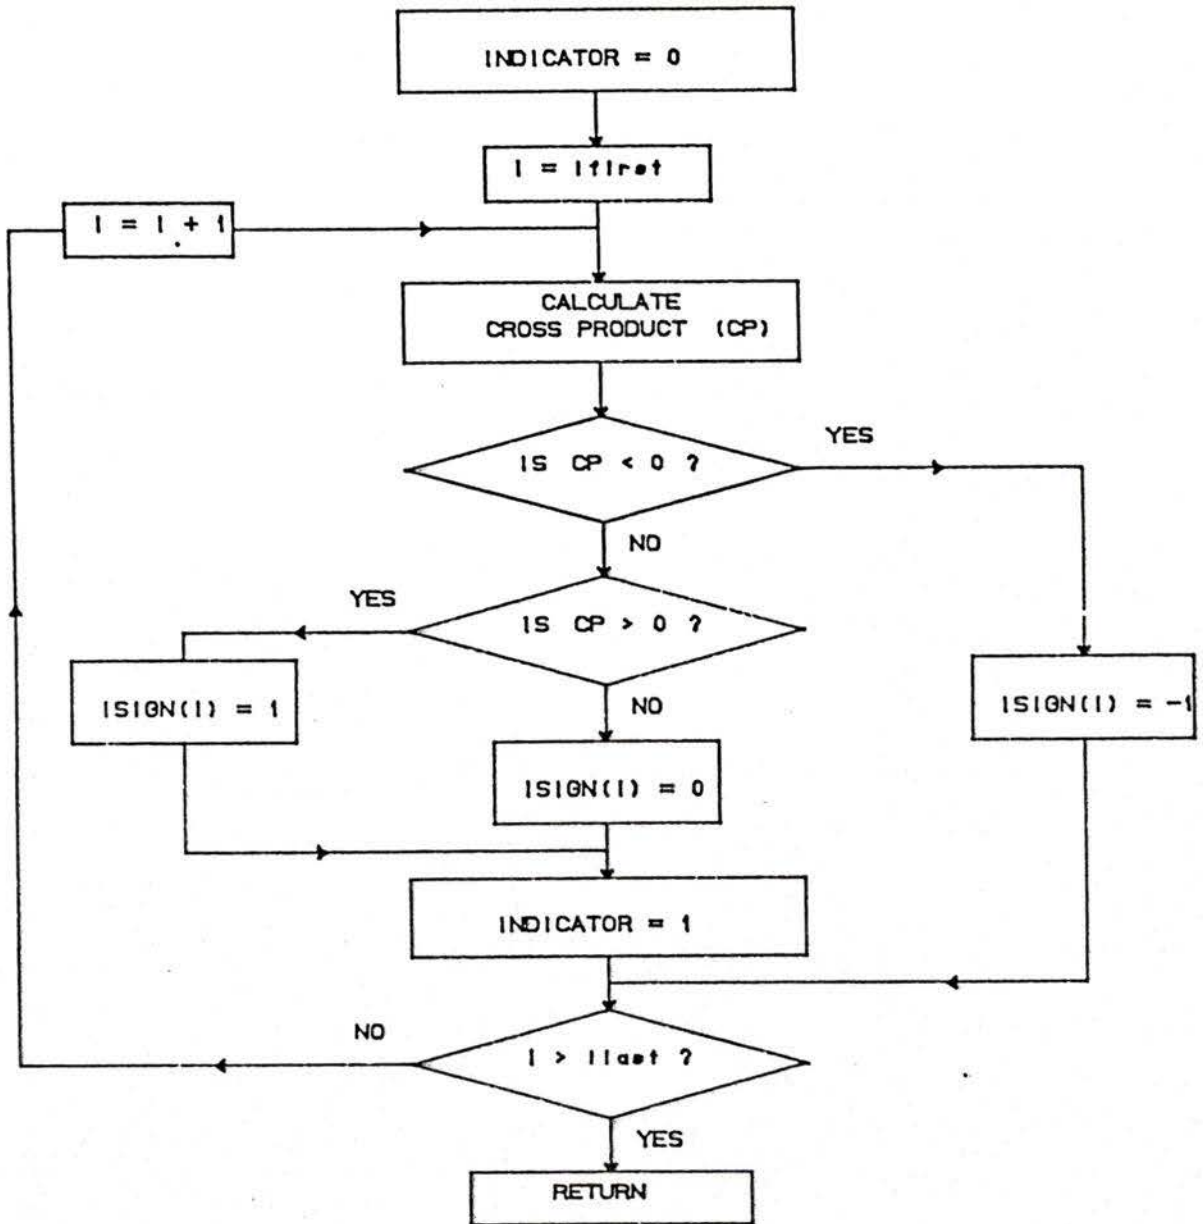 INDICATOR = 0
I = Ifirst
I = I + 1
CALCULATE
CROSS PRODUCT (CP)
IS CP < 0 ?
YES
NO
YES
IS CP > 0 ?
NO
ISIGN(I) = 1
ISIGN(I) = -1
ISIGN(I) = 0
INDICATOR = 1
NO
I > Ilast ?
YES
RETURN